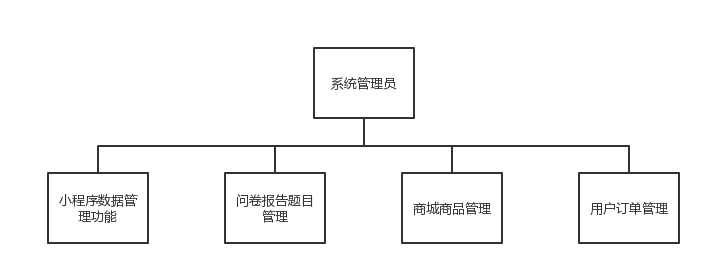 系统管理员
小程序数据管
理功能
问卷报告题目
管理
商城商品管理
用户订单管理